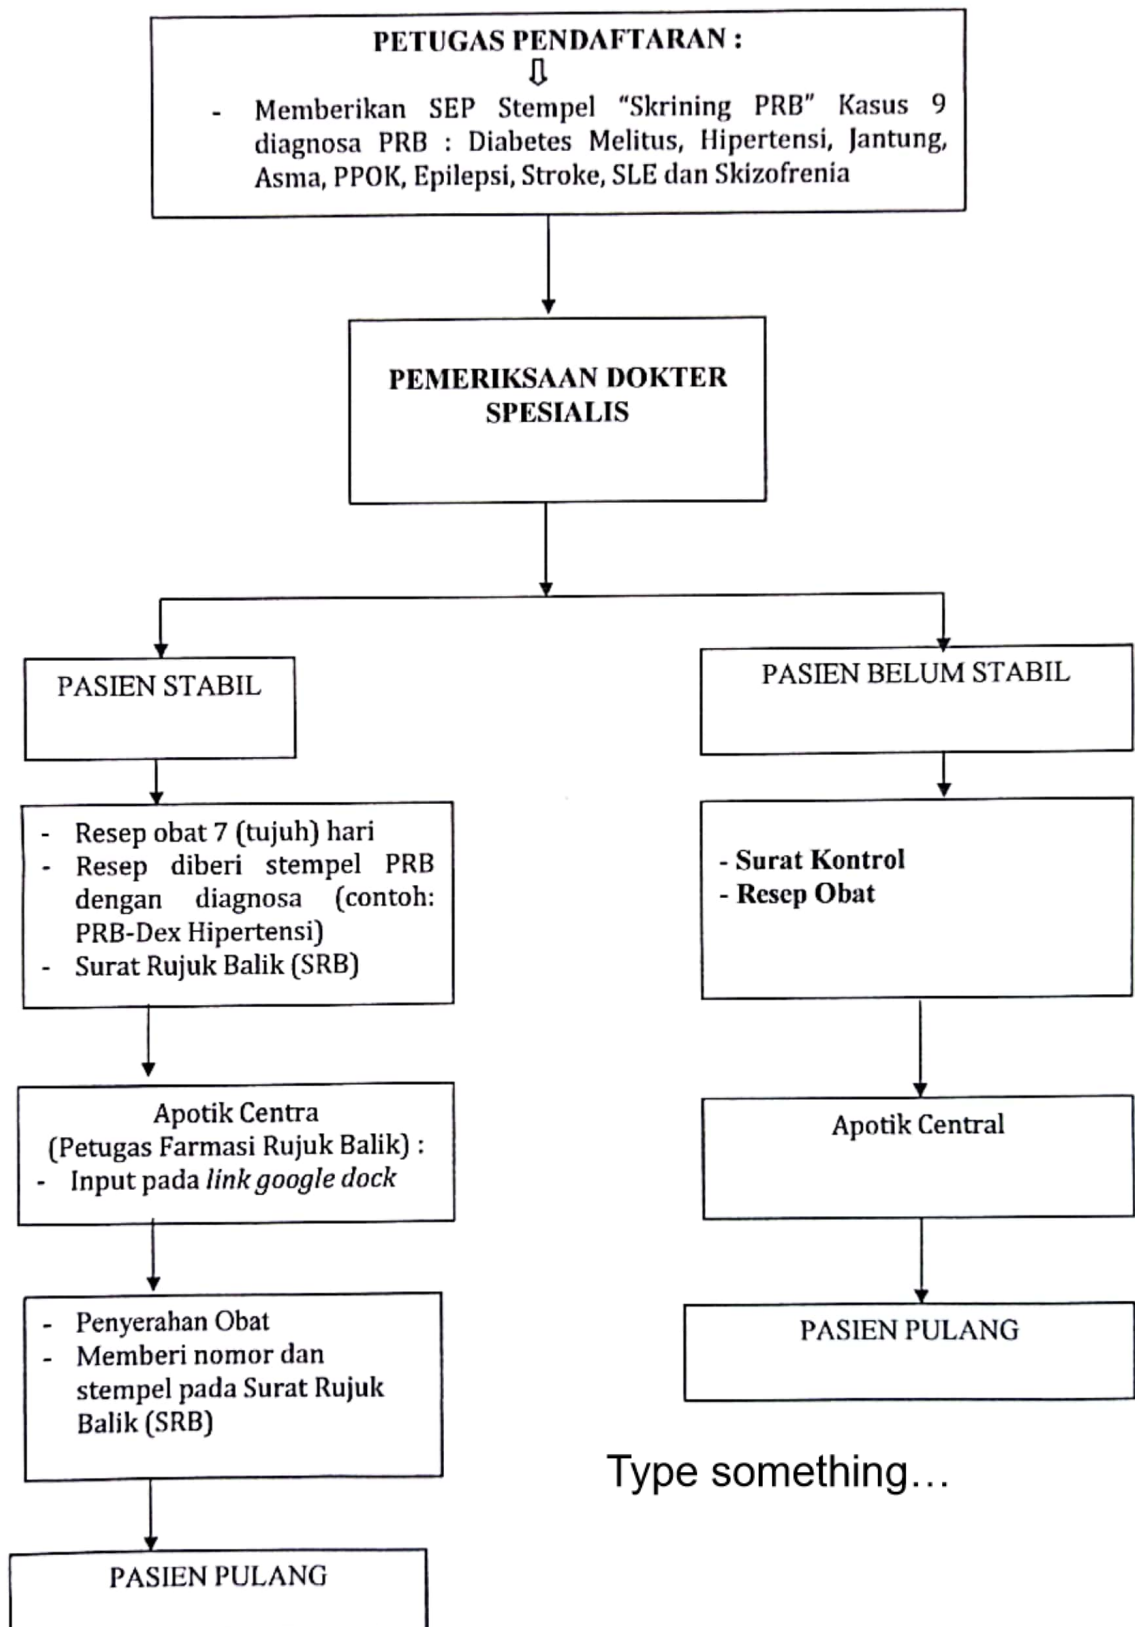 PETUGAS PENDAFTARAN :
- Memberikan SEP Stempel “Skrining PRB” Kasus 9
diagnosa PRB : Diabetes Melitus, Hipertensi, Jantung,
Asma, PPOK, Epilepsi, Stroke, SLE dan Skizofrenia
PEMERIKSAAN DOKTER
SPESIALIS
PASIEN STABIL
- Resep obat 7 (tujuh) hari
- Resep diberi stempel PRB
dengan diagnosa (contoh:
PRB-Dex Hipertensi)
- Surat Rujuk Balik (SRB)
Apotik Centra
(Petugas Farmasi Rujuk Balik) :
- Input pada link google dock
- Penyerahan Obat
- Memberi nomor dan
stempel pada Surat Rujuk
Balik (SRB)
PASIEN PULANG
PASIEN BELUM STABIL
- Surat Kontrol
- Resep Obat
Apotik Central
PASIEN PULANG
Type something…